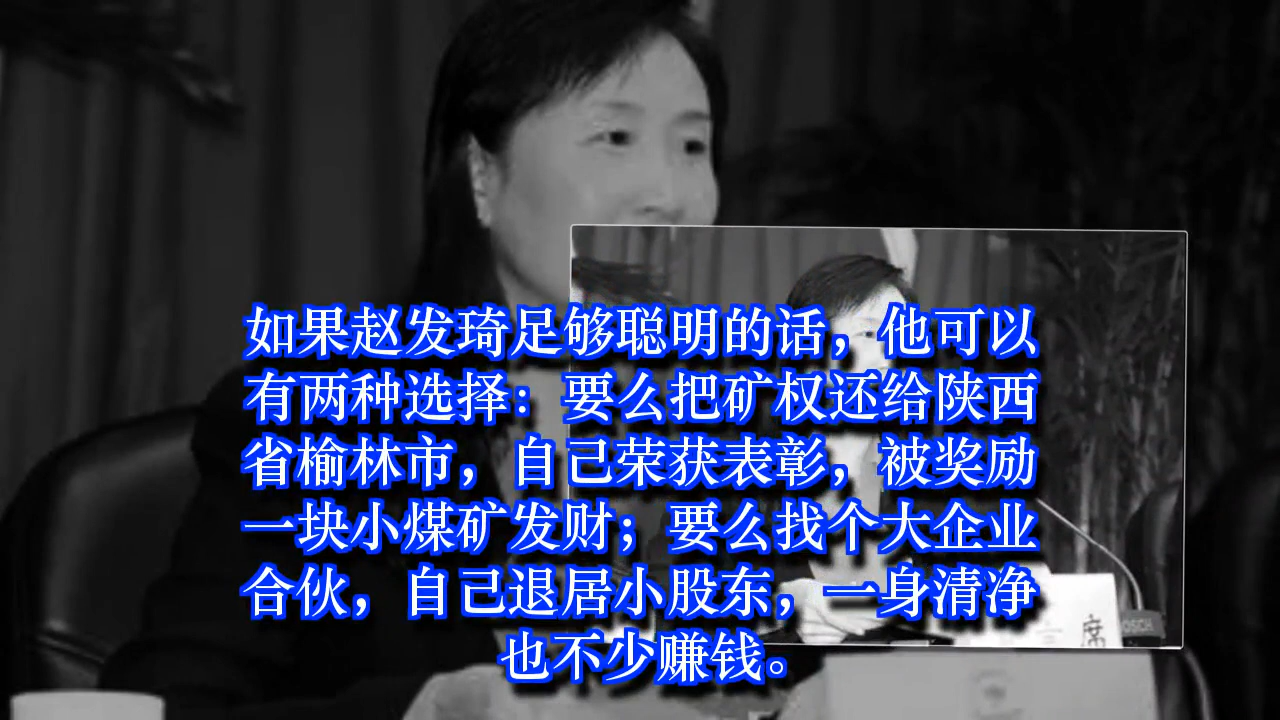 如果赵发琦足够聪明的话，他可以
有两种选择：要么把矿权还给陕西
省榆林市，自己荣获表彰，被奖励
一块小煤矿发财；要么找个大企业
合伙，自己退居小股东，一身清净
也不少赚钱。
席
OSCH